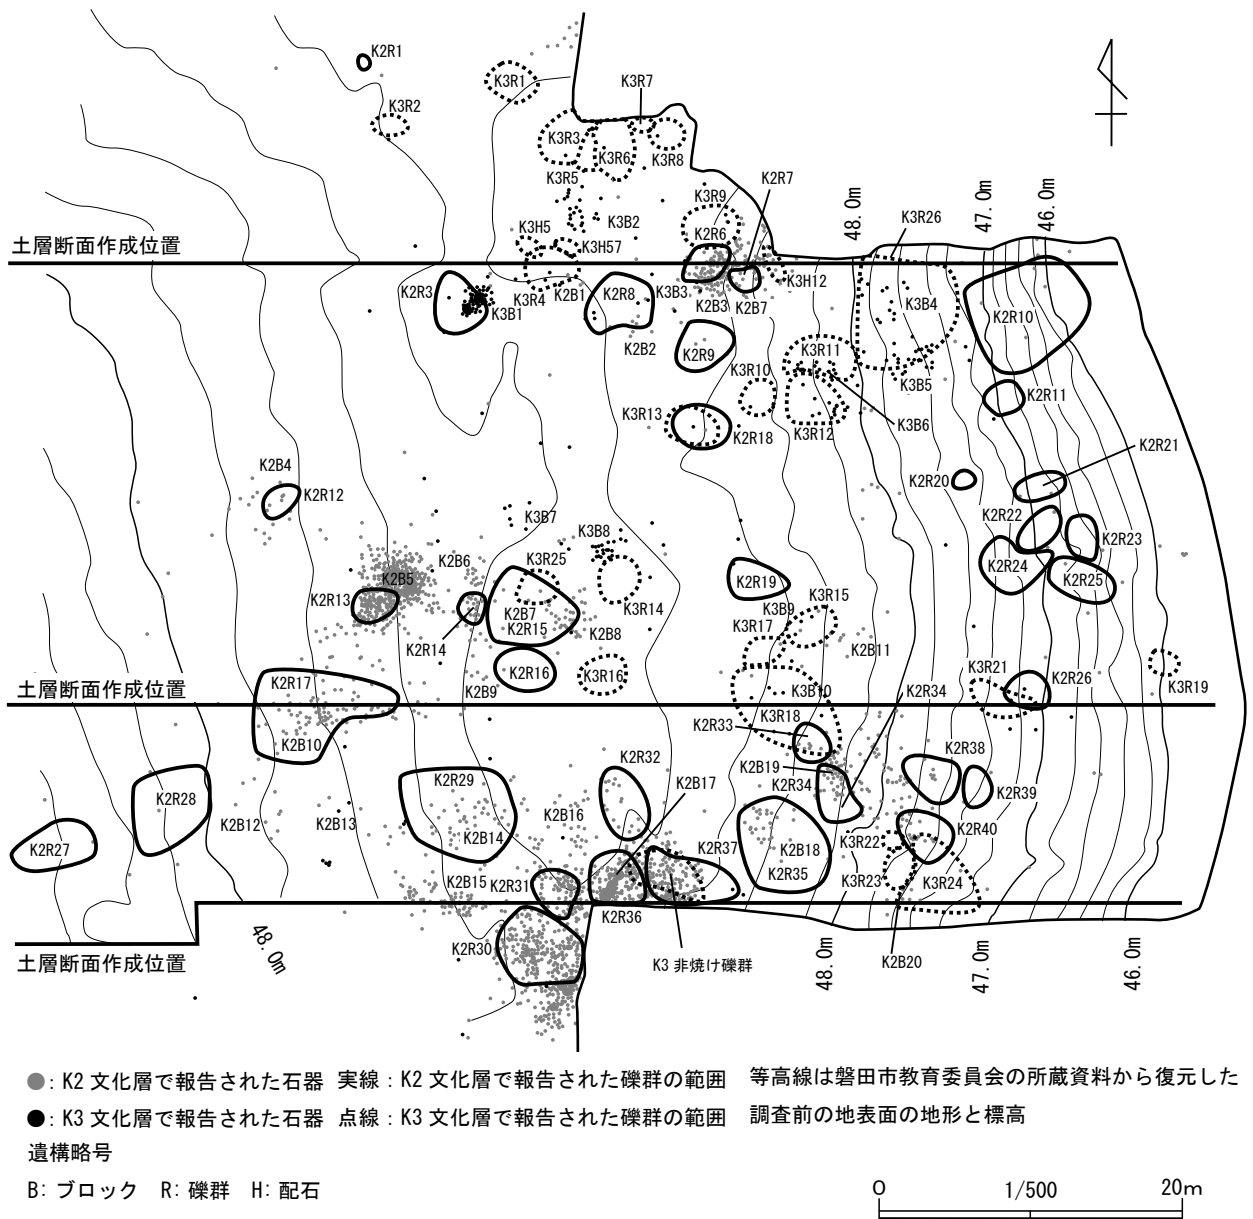 K2R1
K3R1
K3R7
K3R2
K3R3
K3R6
K3R8
K3R5
K2R7
K3R9
K3B2
48.0m
47.0m
46.0m
K3R26
K3H5
K3H57
K2R6
土層断面作成位置
K3H12
K2R3
K3R4
K2B1
K2R8
K3B3
K2B3
K2B7
K3B4
K2R10
K3B1
K2B2
K2R9
K3R11
K3R10
K3B5
K2R11
K3R13
K2R18
K3R12
K3B6
K2R21
K2B4
K2R12
K2R20
K3B7
K3B8
K2R22
K2R23
K2B6
K3R25
K2B5
K2R19
K2R24
K2R25
K2R13
K3R14
K2B7
K2R15
K3B9
K3R15
K2B8
K3R17
K2R14
K2B11
K2R16
K3R16
K3R21
K2R26
K3R19
K2R17
土層断面作成位置
K2B9
K3B10
K2R34
K3R18
K2R33
K2B10
K2R32
K2B19
K2R38
K2R29
K2B17
K2R34
K2R39
K2R28
K2B12
K2B13
K2B14
K2B16
K2R40
K2R27
K2R37
K2B18
K3R22
K2R35
K3R23
K3R24
K2B15
K2R31
K2R36
K2R30
48.0m
土層断面作成位置
K3非焼け礫群
48.0m
K2B20
47.0m
46.0m
●:K2文化層で報告された石器 実線:K2文化層で報告された礫群の範囲 等高線は磐田市教育委員会の所蔵資料から復元した
●:K3文化層で報告された石器 点線:K3文化層で報告された礫群の範囲 調査前の地表面の地形と標高
遺構略号
B:ブロック R:礫群 H:配石
0 1/500 20m